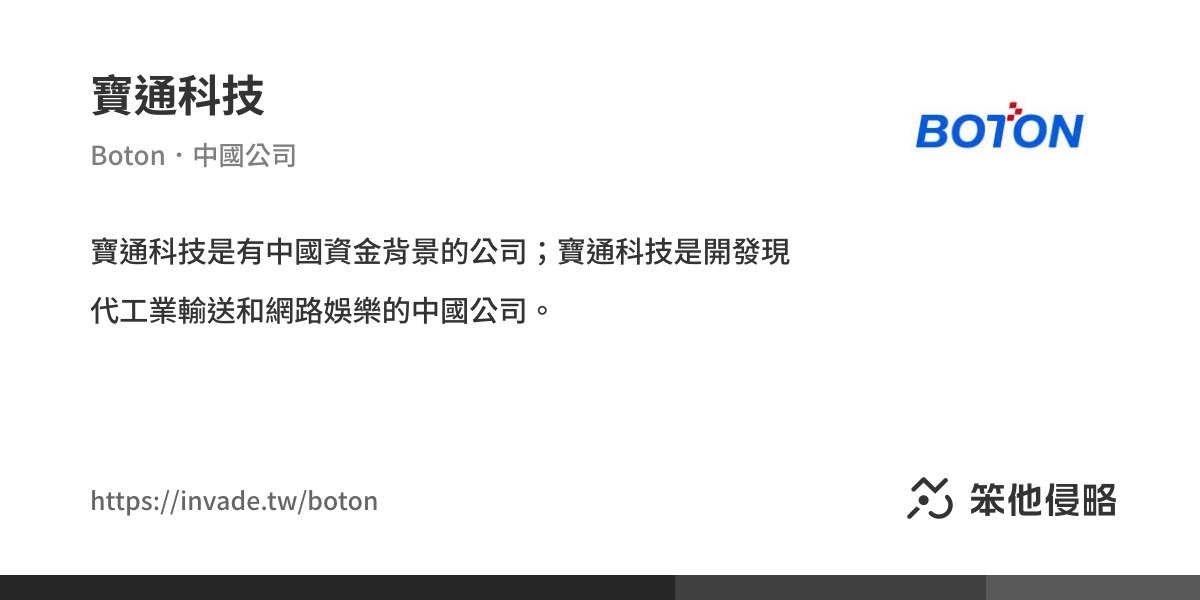 寶通科技
Boton・中國公司
BOTON
寶通科技是有中國資金背景的公司；寶通科技是開發現
代工業輸送和網路娛樂的中國公司。
https://invade.tw/boton
笨他侵略